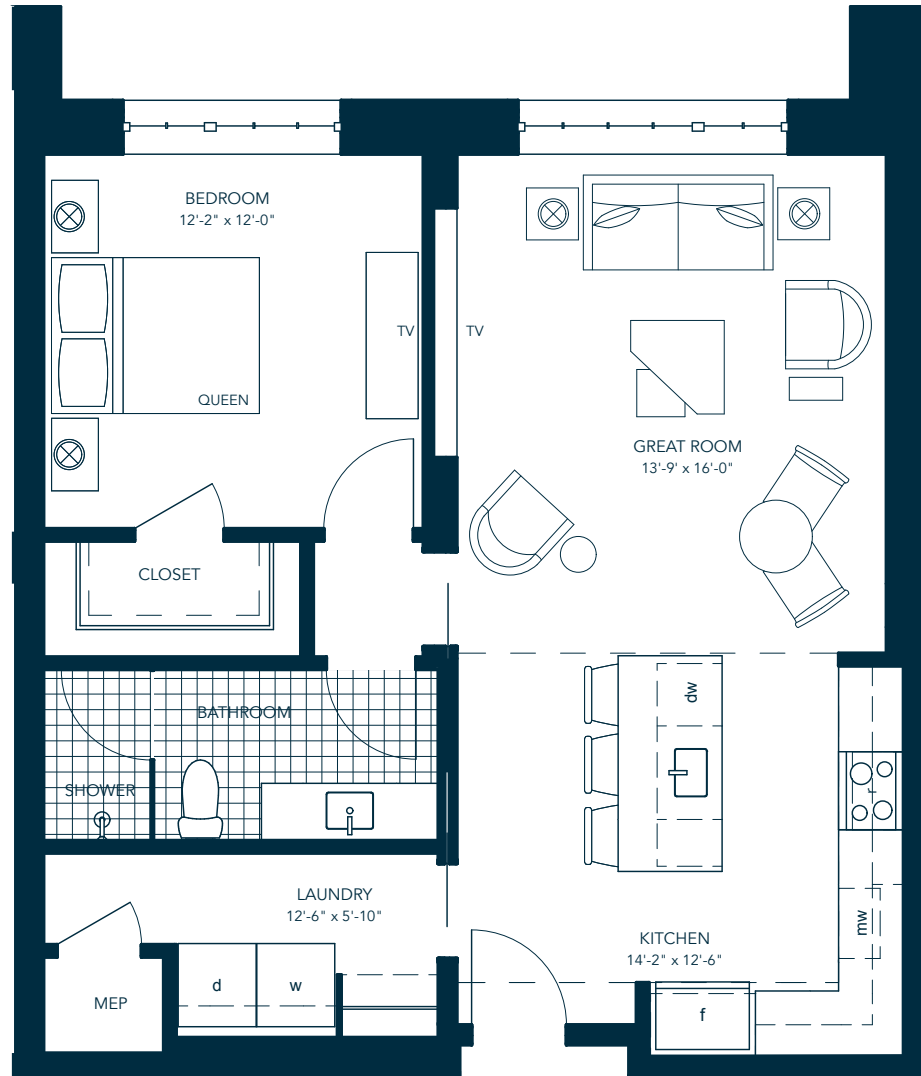 BEDROOM
12'-2" x 12'-0"
TV
TV
QUEEN
GREAT ROOM
13'-9' x 16'-0"
CLOSET
dw
BATHROOM
SHOWER
r
LAUNDRY
12'-6" x 5'-10"
mw
KITCHEN
14'-2" x 12'-6"
d
w
MEP
f